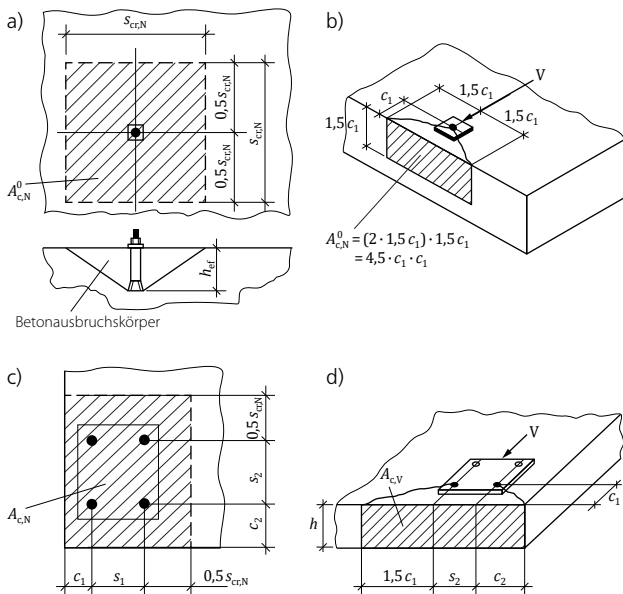 a)
s_cr,N
0,5 s_cr,N
s_cr,N
0,5 s_cr,N
A⁰_c,N
h_ef
Betonausbruchskörper
b)
V
c₁
1,5 c₁
1,5 c₁
1,5 c₁
A⁰_c,N = (2 · 1,5 c₁) · 1,5 c₁
= 4,5 · c₁ · c₁
c)
0,5 s_cr,N
s₂
A_c,N
c₂
c₁
s₁
0,5 s_cr,N
d)
V
A_c,V
c₁
h
1,5 c₁
s₂
c₂